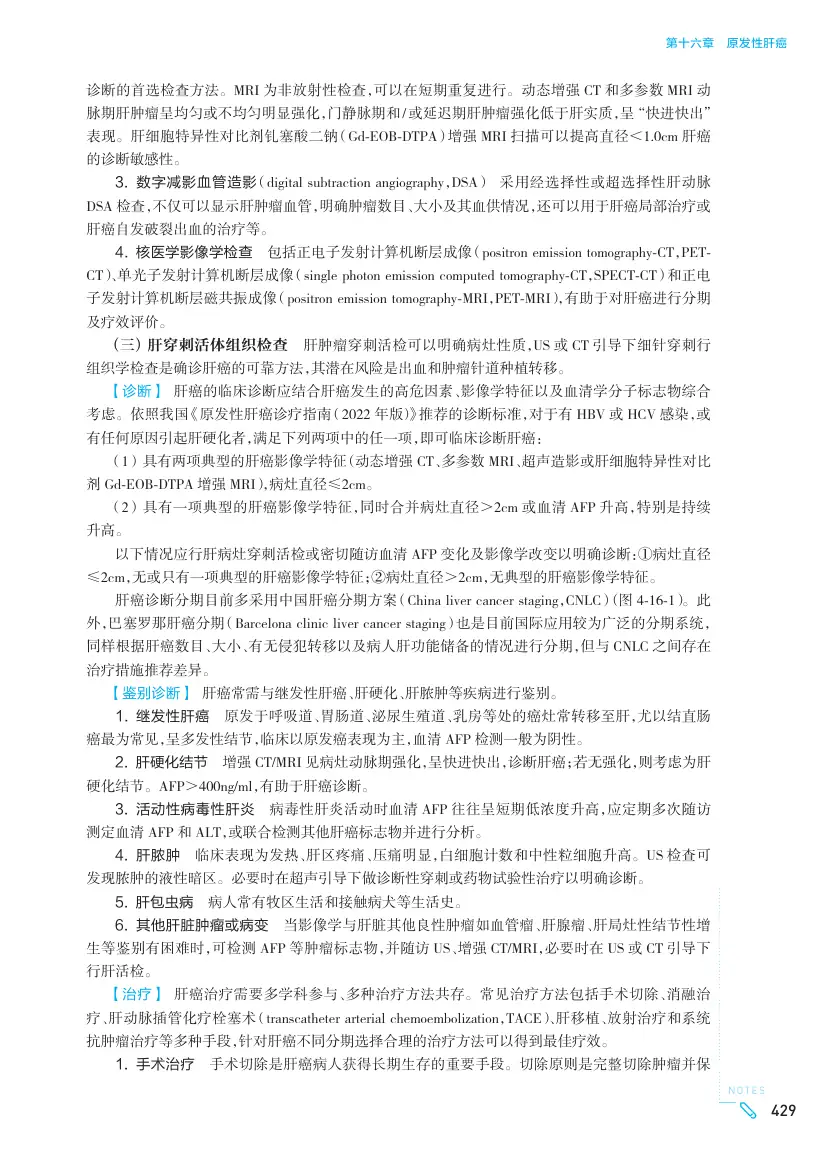 第十六章 原发性肝癌
诊断的首选检查方法。MRI 为非放射性检查,可以在短期重复进行。动态增强 CT 和多参数 MRI 动
脉期肝肿瘤呈均匀或不均匀明显强化,门静脉期和/或延迟期肝肿瘤强化低于肝实质,呈“快进快出”
表现。肝细胞特异性对比剂钆塞酸二钠(Gd-EOB-DTPA)增强 MRI 扫描可以提高直径<1.0cm 肝癌
的诊断敏感性。
3. 数字减影血管造影(digital subtraction angiography,DSA) 采用经选择性或超选择性肝动脉
DSA 检查,不仅可以显示肝肿瘤血管,明确肿瘤数目、大小及其血供情况,还可以用于肝癌局部治疗或
肝癌自发破裂出血的治疗等。
4. 核医学影像学检查 包括正电子发射计算机断层成像(positron emission tomography-CT,PET-
CT)、单光子发射计算机断层成像(single photon emission computed tomography-CT,SPECT-CT)和正电
子发射计算机断层磁共振成像(positron emission tomography-MRI,PET-MRI),有助于对肝癌进行分期
及疗效评价。
(三)肝穿刺活体组织检查 肝肿瘤穿刺活检可以明确病灶性质,US 或 CT 引导下细针穿刺行
组织学检查是确诊肝癌的可靠方法,其潜在风险是出血和肿瘤针道种植转移。
【诊断】 肝癌的临床诊断应结合肝癌发生的高危因素、影像学特征以及血清学分子标志物综合
考虑。依照我国《原发性肝癌诊疗指南(2022 年版)》推荐的诊断标准,对于有 HBV 或 HCV 感染,或
有任何原因引起肝硬化者,满足下列两项中的任一项,即可临床诊断肝癌:
(1)具有两项典型的肝癌影像学特征(动态增强 CT、多参数 MRI、超声造影或肝细胞特异性对比
剂 Gd-EOB-DTPA 增强 MRI),病灶直径≤2cm。
(2)具有一项典型的肝癌影像学特征,同时合并病灶直径>2cm 或血清 AFP 升高,特别是持续
升高。
以下情况应行肝病灶穿刺活检或密切随访血清 AFP 变化及影像学改变以明确诊断:①病灶直径
≤2cm,无或只有一项典型的肝癌影像学特征;②病灶直径>2cm,无典型的肝癌影像学特征。
肝癌诊断分期目前多采用中国肝癌分期方案(China liver cancer staging,CNLC)(图 4-16-1)。此
外,巴塞罗那肝癌分期(Barcelona clinic liver cancer staging)也是目前国际应用较为广泛的分期系统,
同样根据肝癌数目、大小、有无侵犯转移以及病人肝功能储备的情况进行分期,但与 CNLC 之间存在
治疗措施推荐差异。
【鉴别诊断】 肝癌常需与继发性肝癌、肝硬化、肝脓肿等疾病进行鉴别。
1. 继发性肝癌 原发于呼吸道、胃肠道、泌尿生殖道、乳房等处的癌灶常转移至肝,尤以结直肠
癌最为常见,呈多发性结节,临床以原发癌表现为主,血清 AFP 检测一般为阴性。
2. 肝硬化结节 增强 CT/MRI 见病灶动脉期强化,呈快进快出,诊断肝癌;若无强化,则考虑为肝
硬化结节。AFP>400ng/ml,有助于肝癌诊断。
3. 活动性病毒性肝炎 病毒性肝炎活动时血清 AFP 往往呈短期低浓度升高,应定期多次随访
测定血清 AFP 和 ALT,或联合检测其他肝癌标志物并进行分析。
4. 肝脓肿 临床表现为发热、肝区疼痛、压痛明显,白细胞计数和中性粒细胞升高。US 检查可
发现脓肿的液性暗区。必要时在超声引导下做诊断性穿刺或药物试验性治疗以明确诊断。
5. 肝包虫病 病人常有牧区生活和接触病犬等生活史。
6. 其他肝脏肿瘤或病变 当影像学与肝脏其他良性肿瘤如血管瘤、肝腺瘤、肝局灶性结节性增
生等鉴别有困难时,可检测 AFP 等肿瘤标志物,并随访 US、增强 CT/MRI,必要时在 US 或 CT 引导下
行肝活检。
【治疗】 肝癌治疗需要多学科参与、多种治疗方法共存。常见治疗方法包括手术切除、消融治
疗、肝动脉插管化疗栓塞术(transcatheter arterial chemoembolization,TACE)、肝移植、放射治疗和系统
抗肿瘤治疗等多种手段,针对肝癌不同分期选择合理的治疗方法可以得到最佳疗效。
1. 手术治疗 手术切除是肝癌病人获得长期生存的重要手段。切除原则是完整切除肿瘤并保
NOTES
429